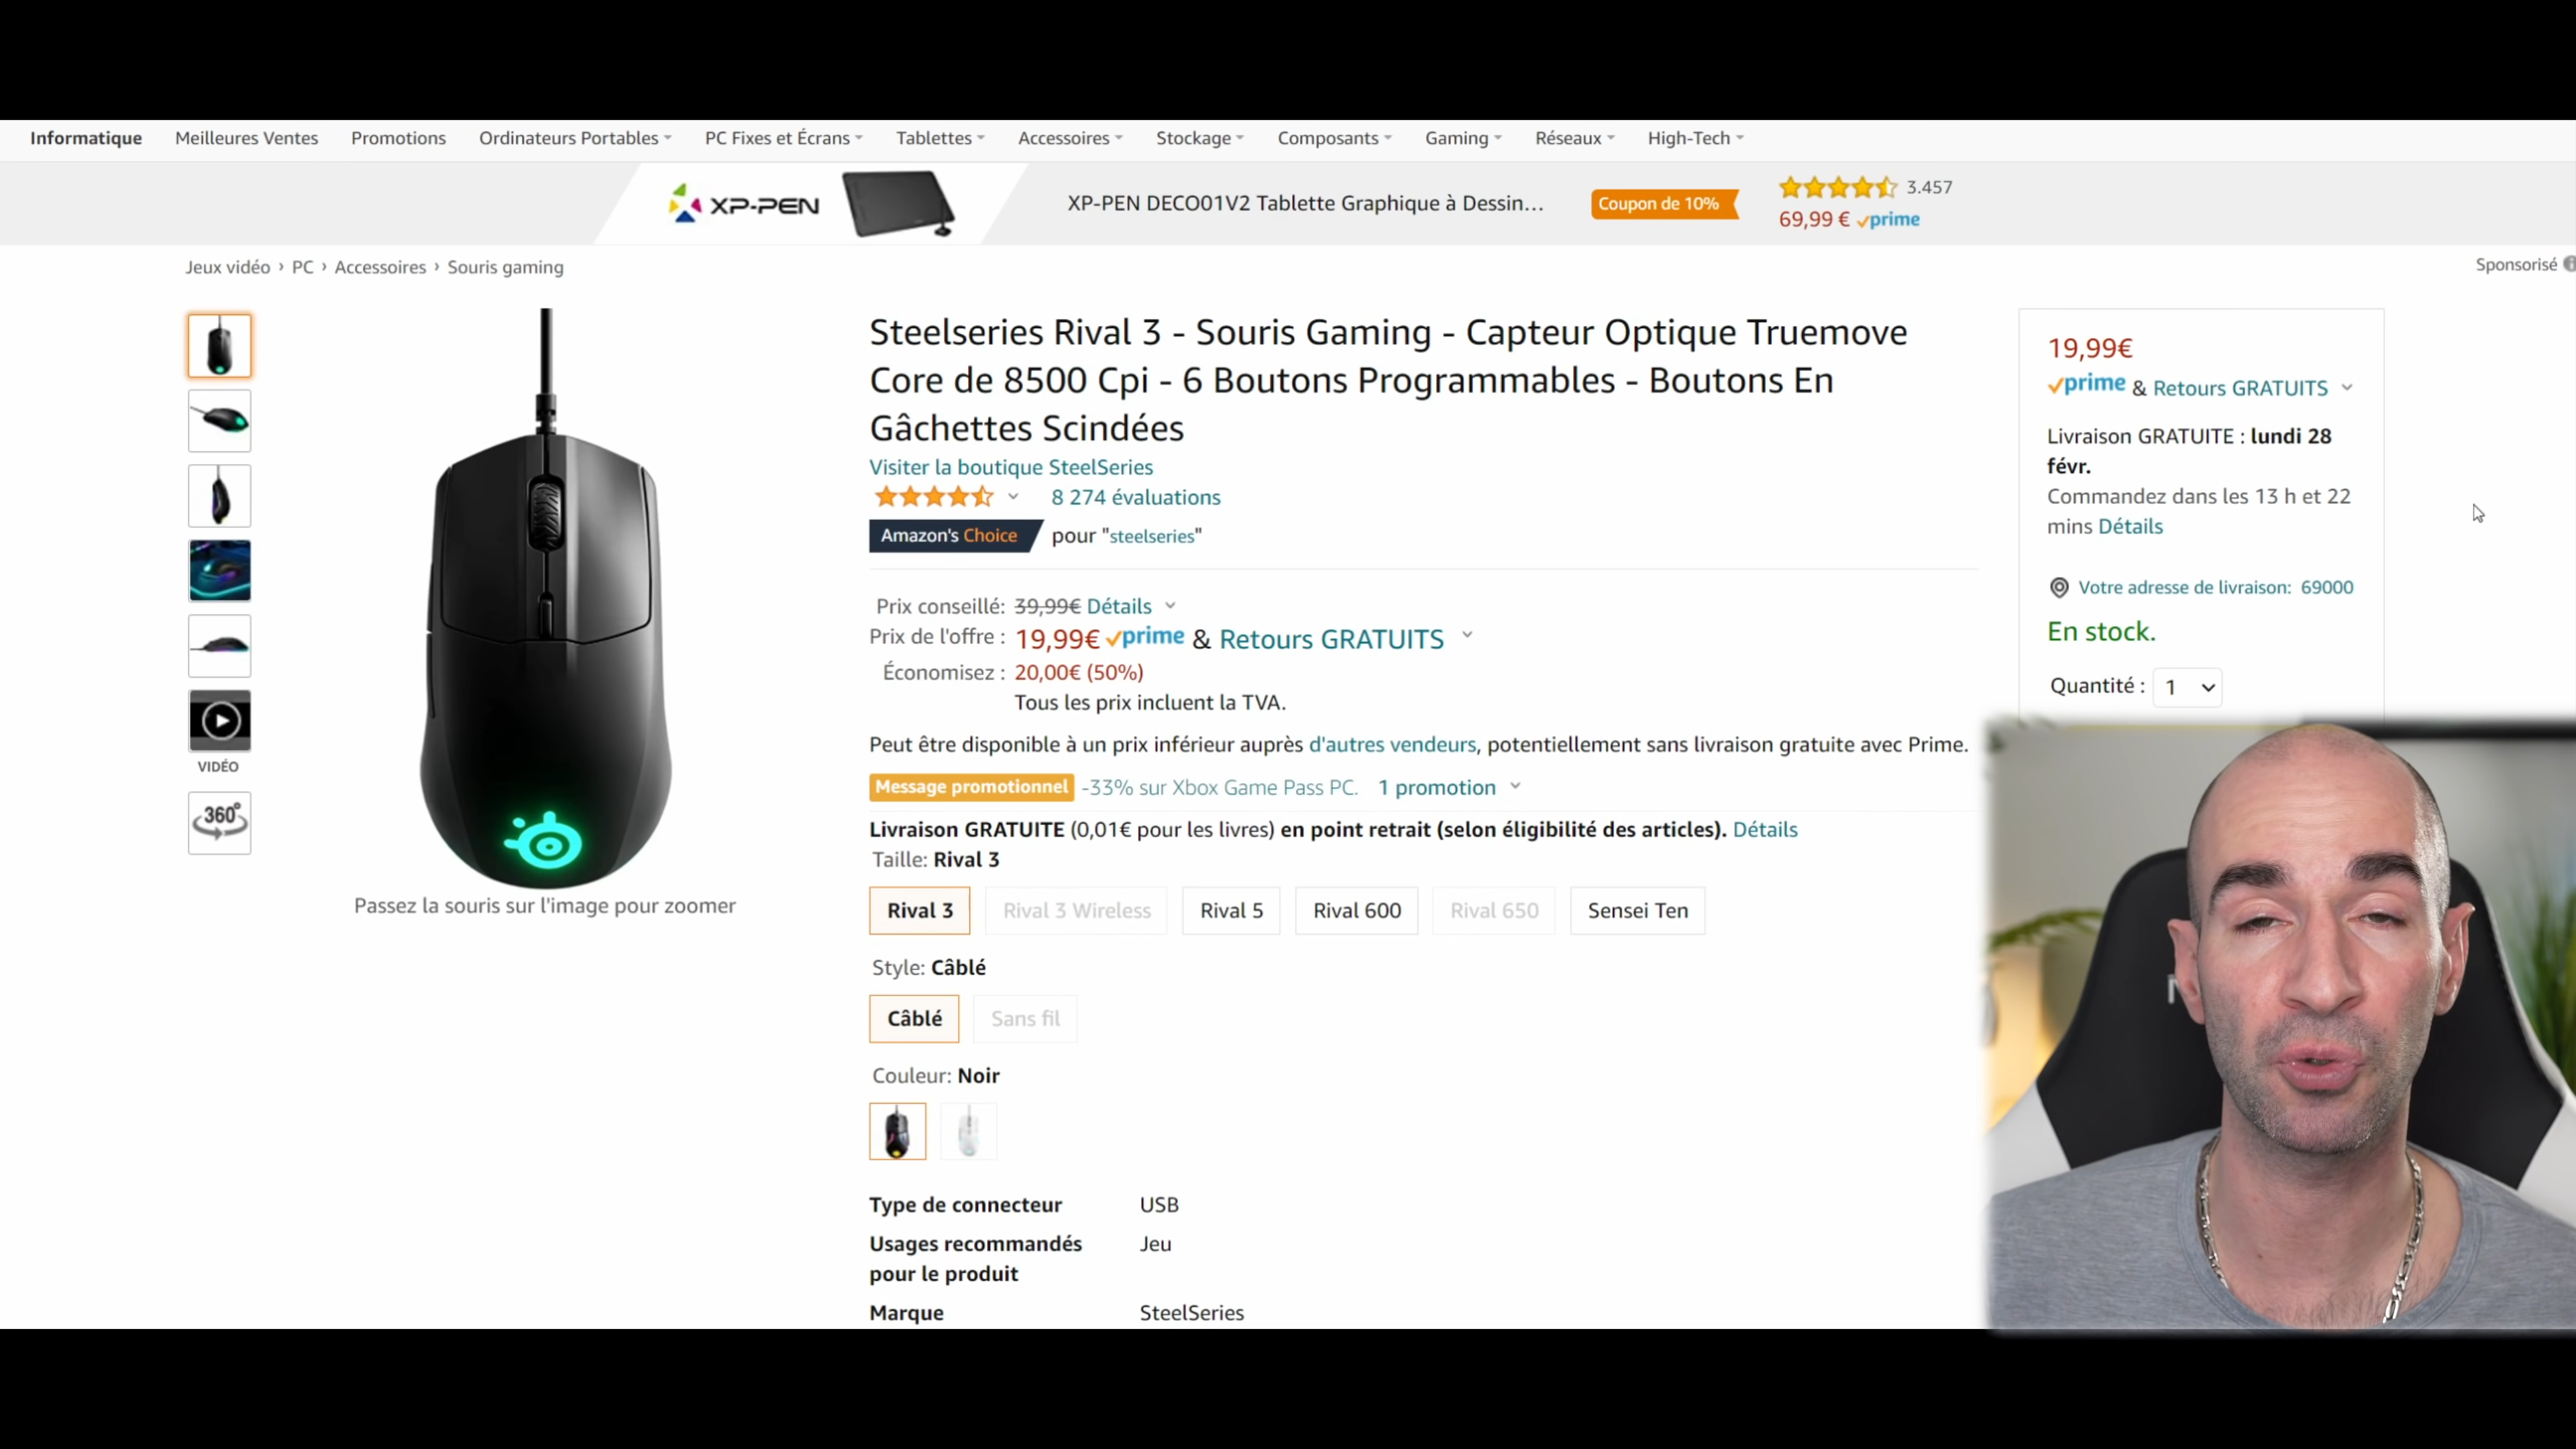 Informatique Meilleures Ventes Promotions Ordinateurs Portables PC Fixes et Écrans Tablettes Accessoires Stockage Composants Gaming Réseaux High-Tech
XP-PEN XP-PEN DECO01V2 Tablette Graphique à Dessin... Coupon de 10% 3.457
69,99 € prime
Jeux vidéo › PC › Accessoires › Souris gaming
Sponsorisé
VIDÉO
360°
Passez la souris sur l'image pour zoomer
Steelseries Rival 3 - Souris Gaming - Capteur Optique Truemove
Core de 8500 Cpi - 6 Boutons Programmables - Boutons En
Gâchettes Scindées
Visiter la boutique SteelSeries
8 274 évaluations
Amazon's Choice pour "steelseries"
Prix conseillé: 39,99€ Détails
Prix de l'offre : 19,99€ prime & Retours GRATUITS
Économisez : 20,00€ (50%)
Tous les prix incluent la TVA.
Peut être disponible à un prix inférieur auprès d'autres vendeurs, potentiellement sans livraison gratuite avec Prime.
Message promotionnel -33% sur Xbox Game Pass PC. 1 promotion
Livraison GRATUITE (0,01€ pour les livres) en point retrait (selon éligibilité des articles). Détails
Taille: Rival 3
Rival 3 Rival 3 Wireless Rival 5 Rival 600 Rival 650 Sensei Ten
Style: Câblé
Câblé Sans fil
Couleur: Noir
Type de connecteur USB
Usages recommandés Jeu
pour le produit
Marque SteelSeries
19,99€
prime & Retours GRATUITS
Livraison GRATUITE : lundi 28
févr.
Commandez dans les 13 h et 22
mins Détails
Votre adresse de livraison: 69000
En stock.
Quantité : 1